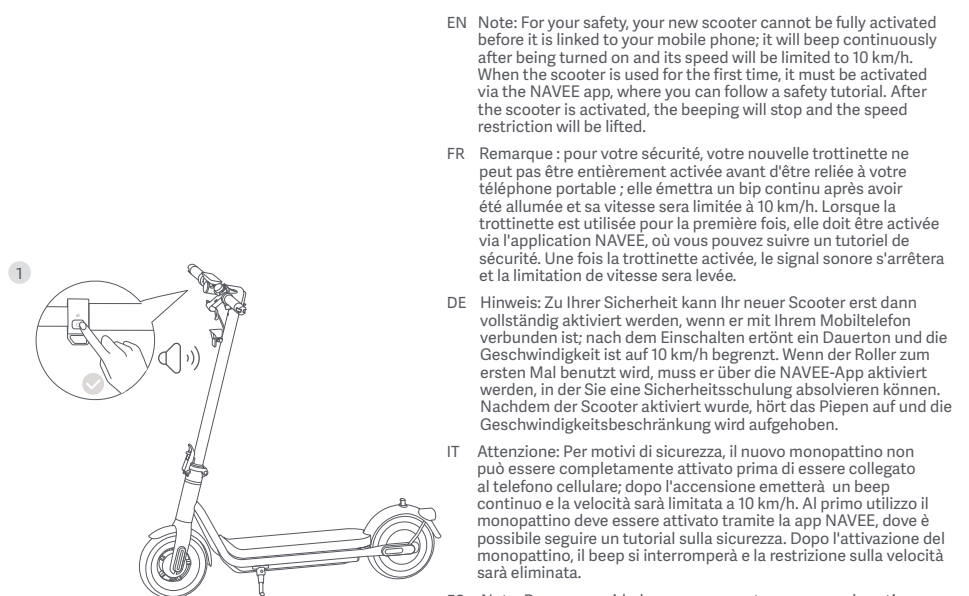 EN Note: For your safety, your new scooter cannot be fully activated
before it is linked to your mobile phone; it will beep continuously
after being turned on and its speed will be limited to 10 km/h.
When the scooter is used for the first time, it must be activated
via the NAVEE app, where you can follow a safety tutorial. After
the scooter is activated, the beeping will stop and the speed
restriction will be lifted.
FR Remarque : pour votre sécurité, votre nouvelle trottinette ne
peut pas être entièrement activée avant d'être reliée à votre
téléphone portable ; elle émettra un bip continu après avoir
été allumée et sa vitesse sera limitée à 10 km/h. Lorsque la
trottinette est utilisée pour la première fois, elle doit être activée
via l'application NAVEE, où vous pouvez suivre un tutoriel de
sécurité. Une fois la trottinette activée, le signal sonore s'arrêtera
et la limitation de vitesse sera levée.
1
DE Hinweis: Zu Ihrer Sicherheit kann Ihr neuer Scooter erst dann
vollständig aktiviert werden, wenn er mit Ihrem Mobiltelefon
verbunden ist; nach dem Einschalten ertönt ein Dauerton und die
Geschwindigkeit ist auf 10 km/h begrenzt. Wenn der Roller zum
ersten Mal benutzt wird, muss er über die NAVEE-App aktiviert
werden, in der Sie eine Sicherheitsschulung absolvieren können.
Nachdem der Scooter aktiviert wurde, hört das Piepen auf und die
Geschwindigkeitsbeschränkung wird aufgehoben.
IT Attenzione: Per motivi di sicurezza, il nuovo monopattino non
può essere completamente attivato prima di essere collegato
al telefono cellulare; dopo l'accensione emetterà un beep
continuo e la velocità sarà limitata a 10 km/h. Al primo utilizzo il
monopattino deve essere attivato tramite la app NAVEE, dove è
possibile seguire un tutorial sulla sicurezza. Dopo l'attivazione del
monopattino, il beep si interromperà e la restrizione sulla velocità
sarà eliminata.